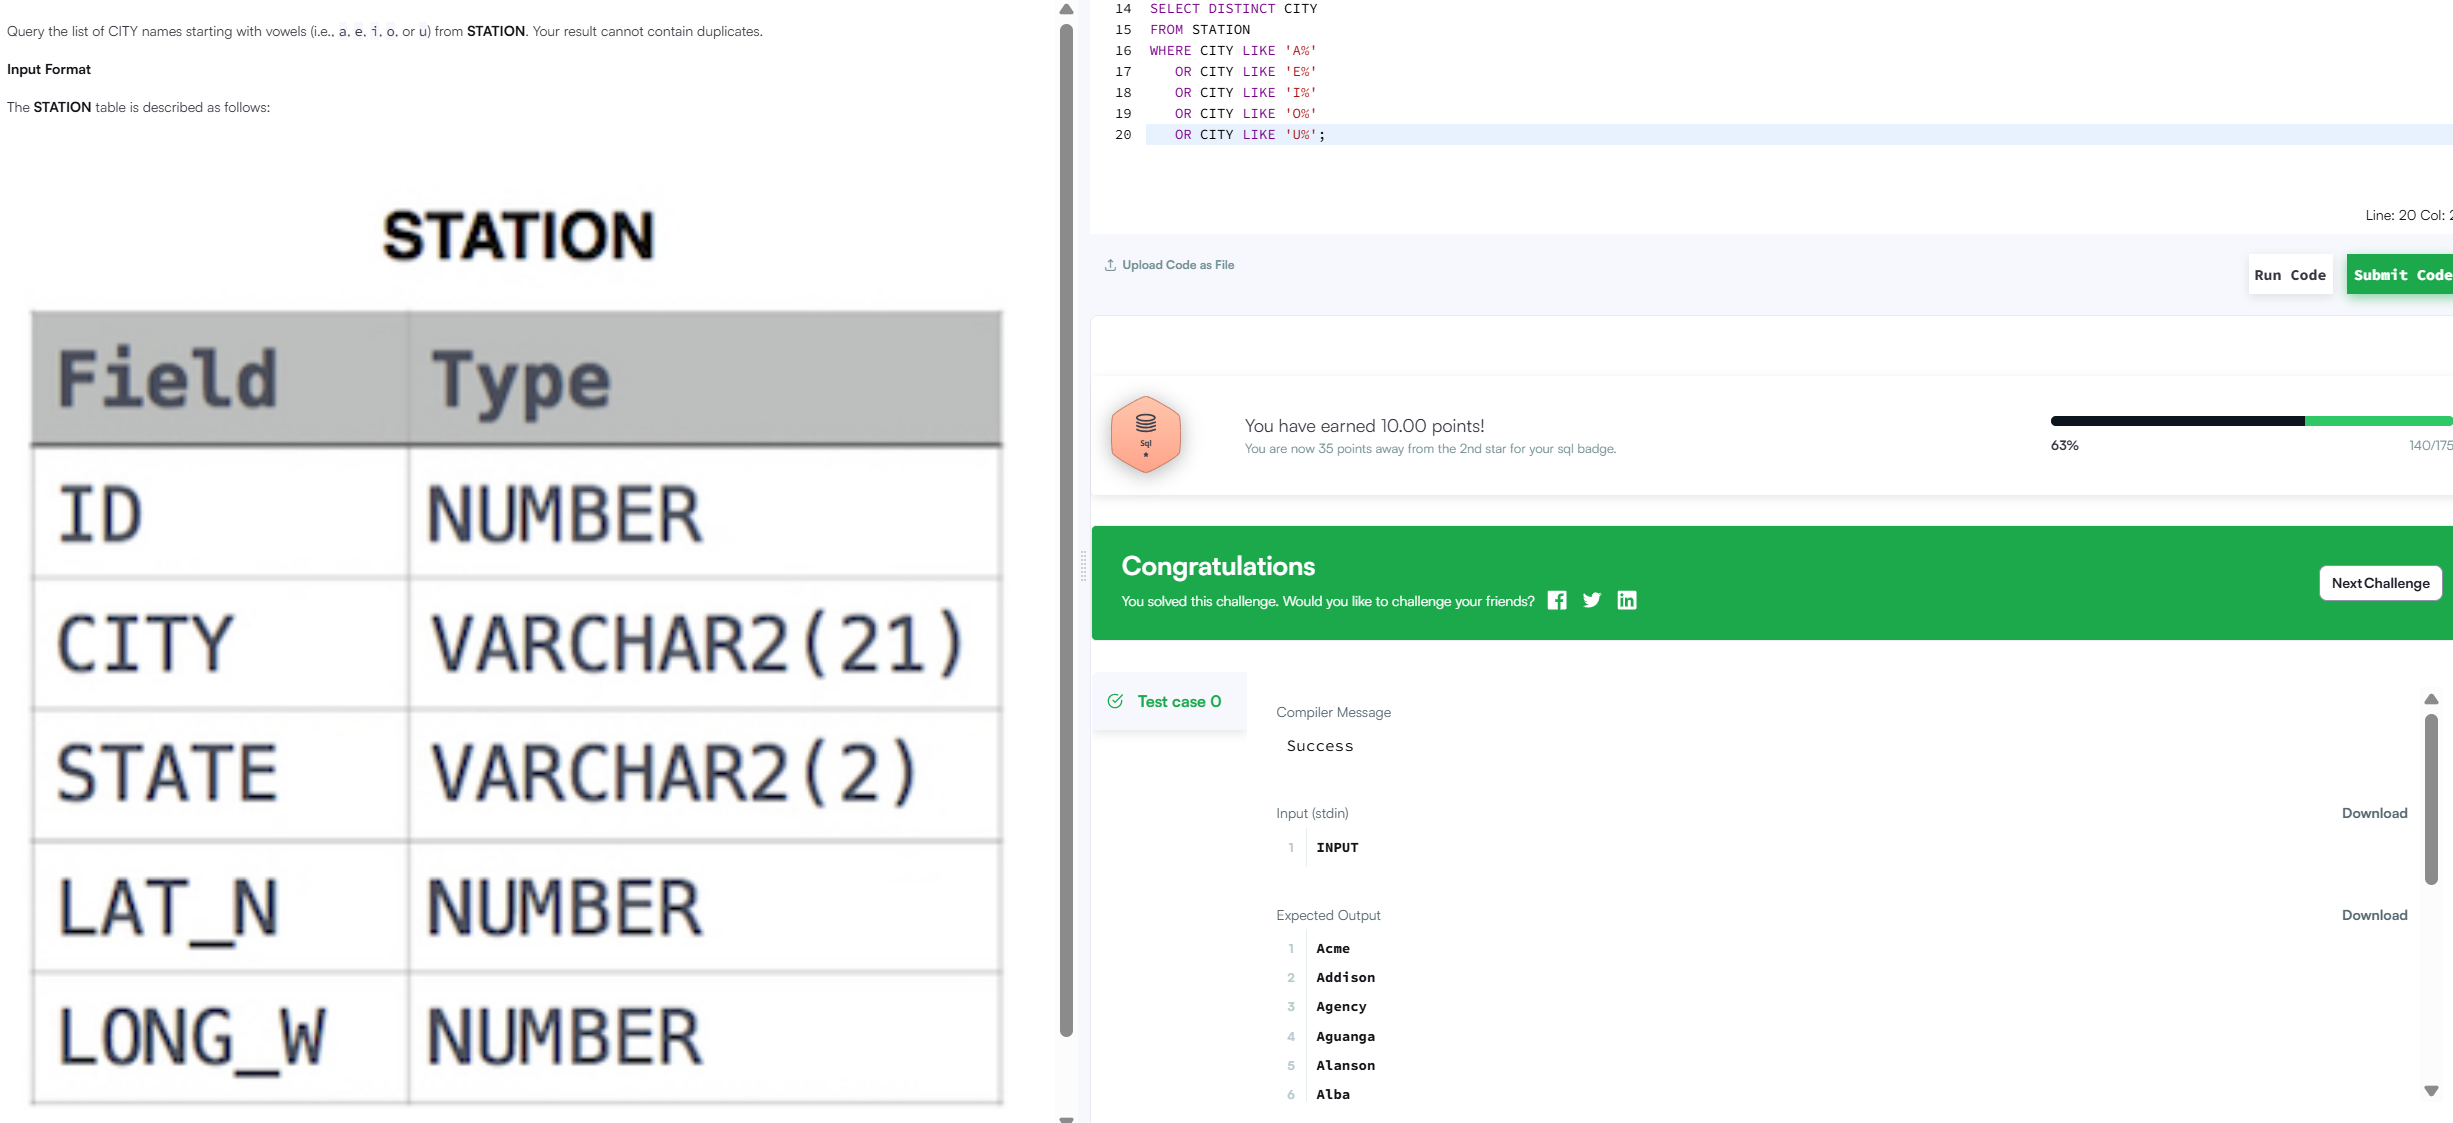 Query the list of CITY names starting with vowels (i.e., a, e, i, o, or u) from STATION. Your result cannot contain duplicates.
Input Format
The STATION table is described as follows:
STATION
Field Type
ID NUMBER
CITY VARCHAR2(21)
STATE VARCHAR2(2)
LAT_N NUMBER
LONG_W NUMBER
14 SELECT DISTINCT CITY
15 FROM STATION
16 WHERE CITY LIKE 'A%'
17 OR CITY LIKE 'E%'
18 OR CITY LIKE 'I%'
19 OR CITY LIKE 'O%'
20 OR CITY LIKE 'U%';
Line: 20 Col:
Upload Code as File
Run Code
Submit Code
Sql
You have earned 10.00 points!
You are now 35 points away from the 2nd star for your sql badge.
63% 140/175
Congratulations
You solved this challenge. Would you like to challenge your friends?
Next Challenge
Test case 0
Compiler Message
Success
Input (stdin) Download
1 INPUT
Expected Output Download
1 Acme
2 Addison
3 Agency
4 Aguanga
5 Alanson
6 Alba